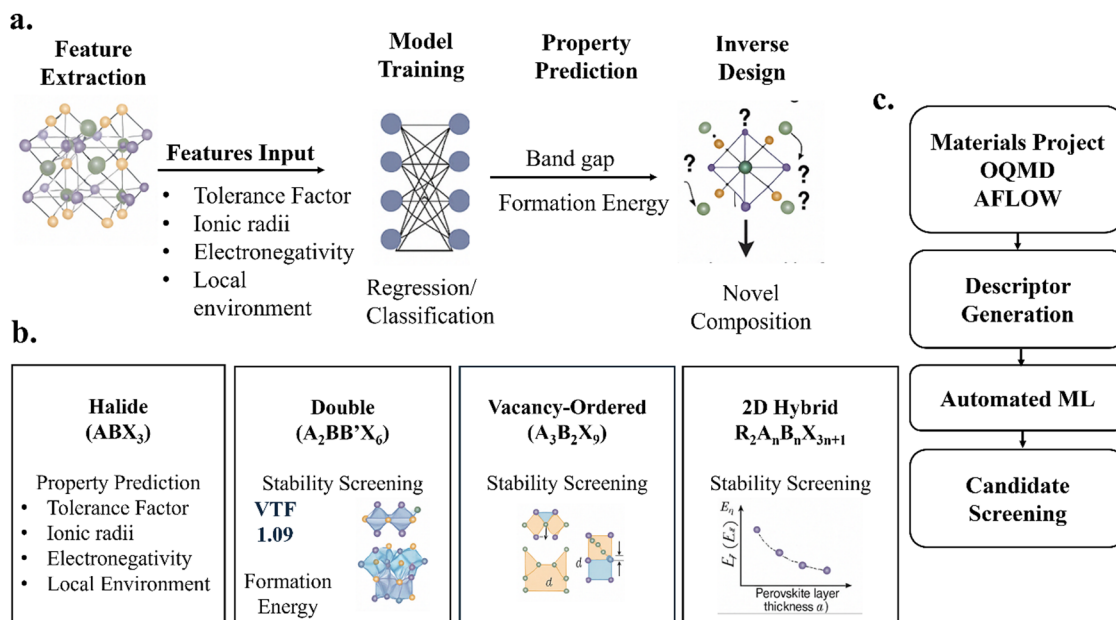 a.
Feature
Extraction
Features Input
• Tolerance Factor
• Ionic radii
• Electronegativity
• Local
environment
Model
Training
Regression/
Classification
Property
Prediction
Band gap
Formation Energy
Inverse
Design
?
?
?
?
Novel
Composition
b.
Halide
(ABX₃)
Property Prediction
• Tolerance Factor
• Ionic radii
• Electronegativity
• Local Environment
Double
(A₂BB’X₆)
Stability Screening
VTF
1.09
Formation
Energy
Vacancy-Ordered
(A₃B₂X₉)
Stability Screening
d
d
2D Hybrid
R₂AₙBₙX₃ₙ₊₁
Stability Screening
Perovskite layer
thickness a)
c.
Materials Project
OQMD
AFLOW
Descriptor
Generation
Automated ML
Candidate
Screening